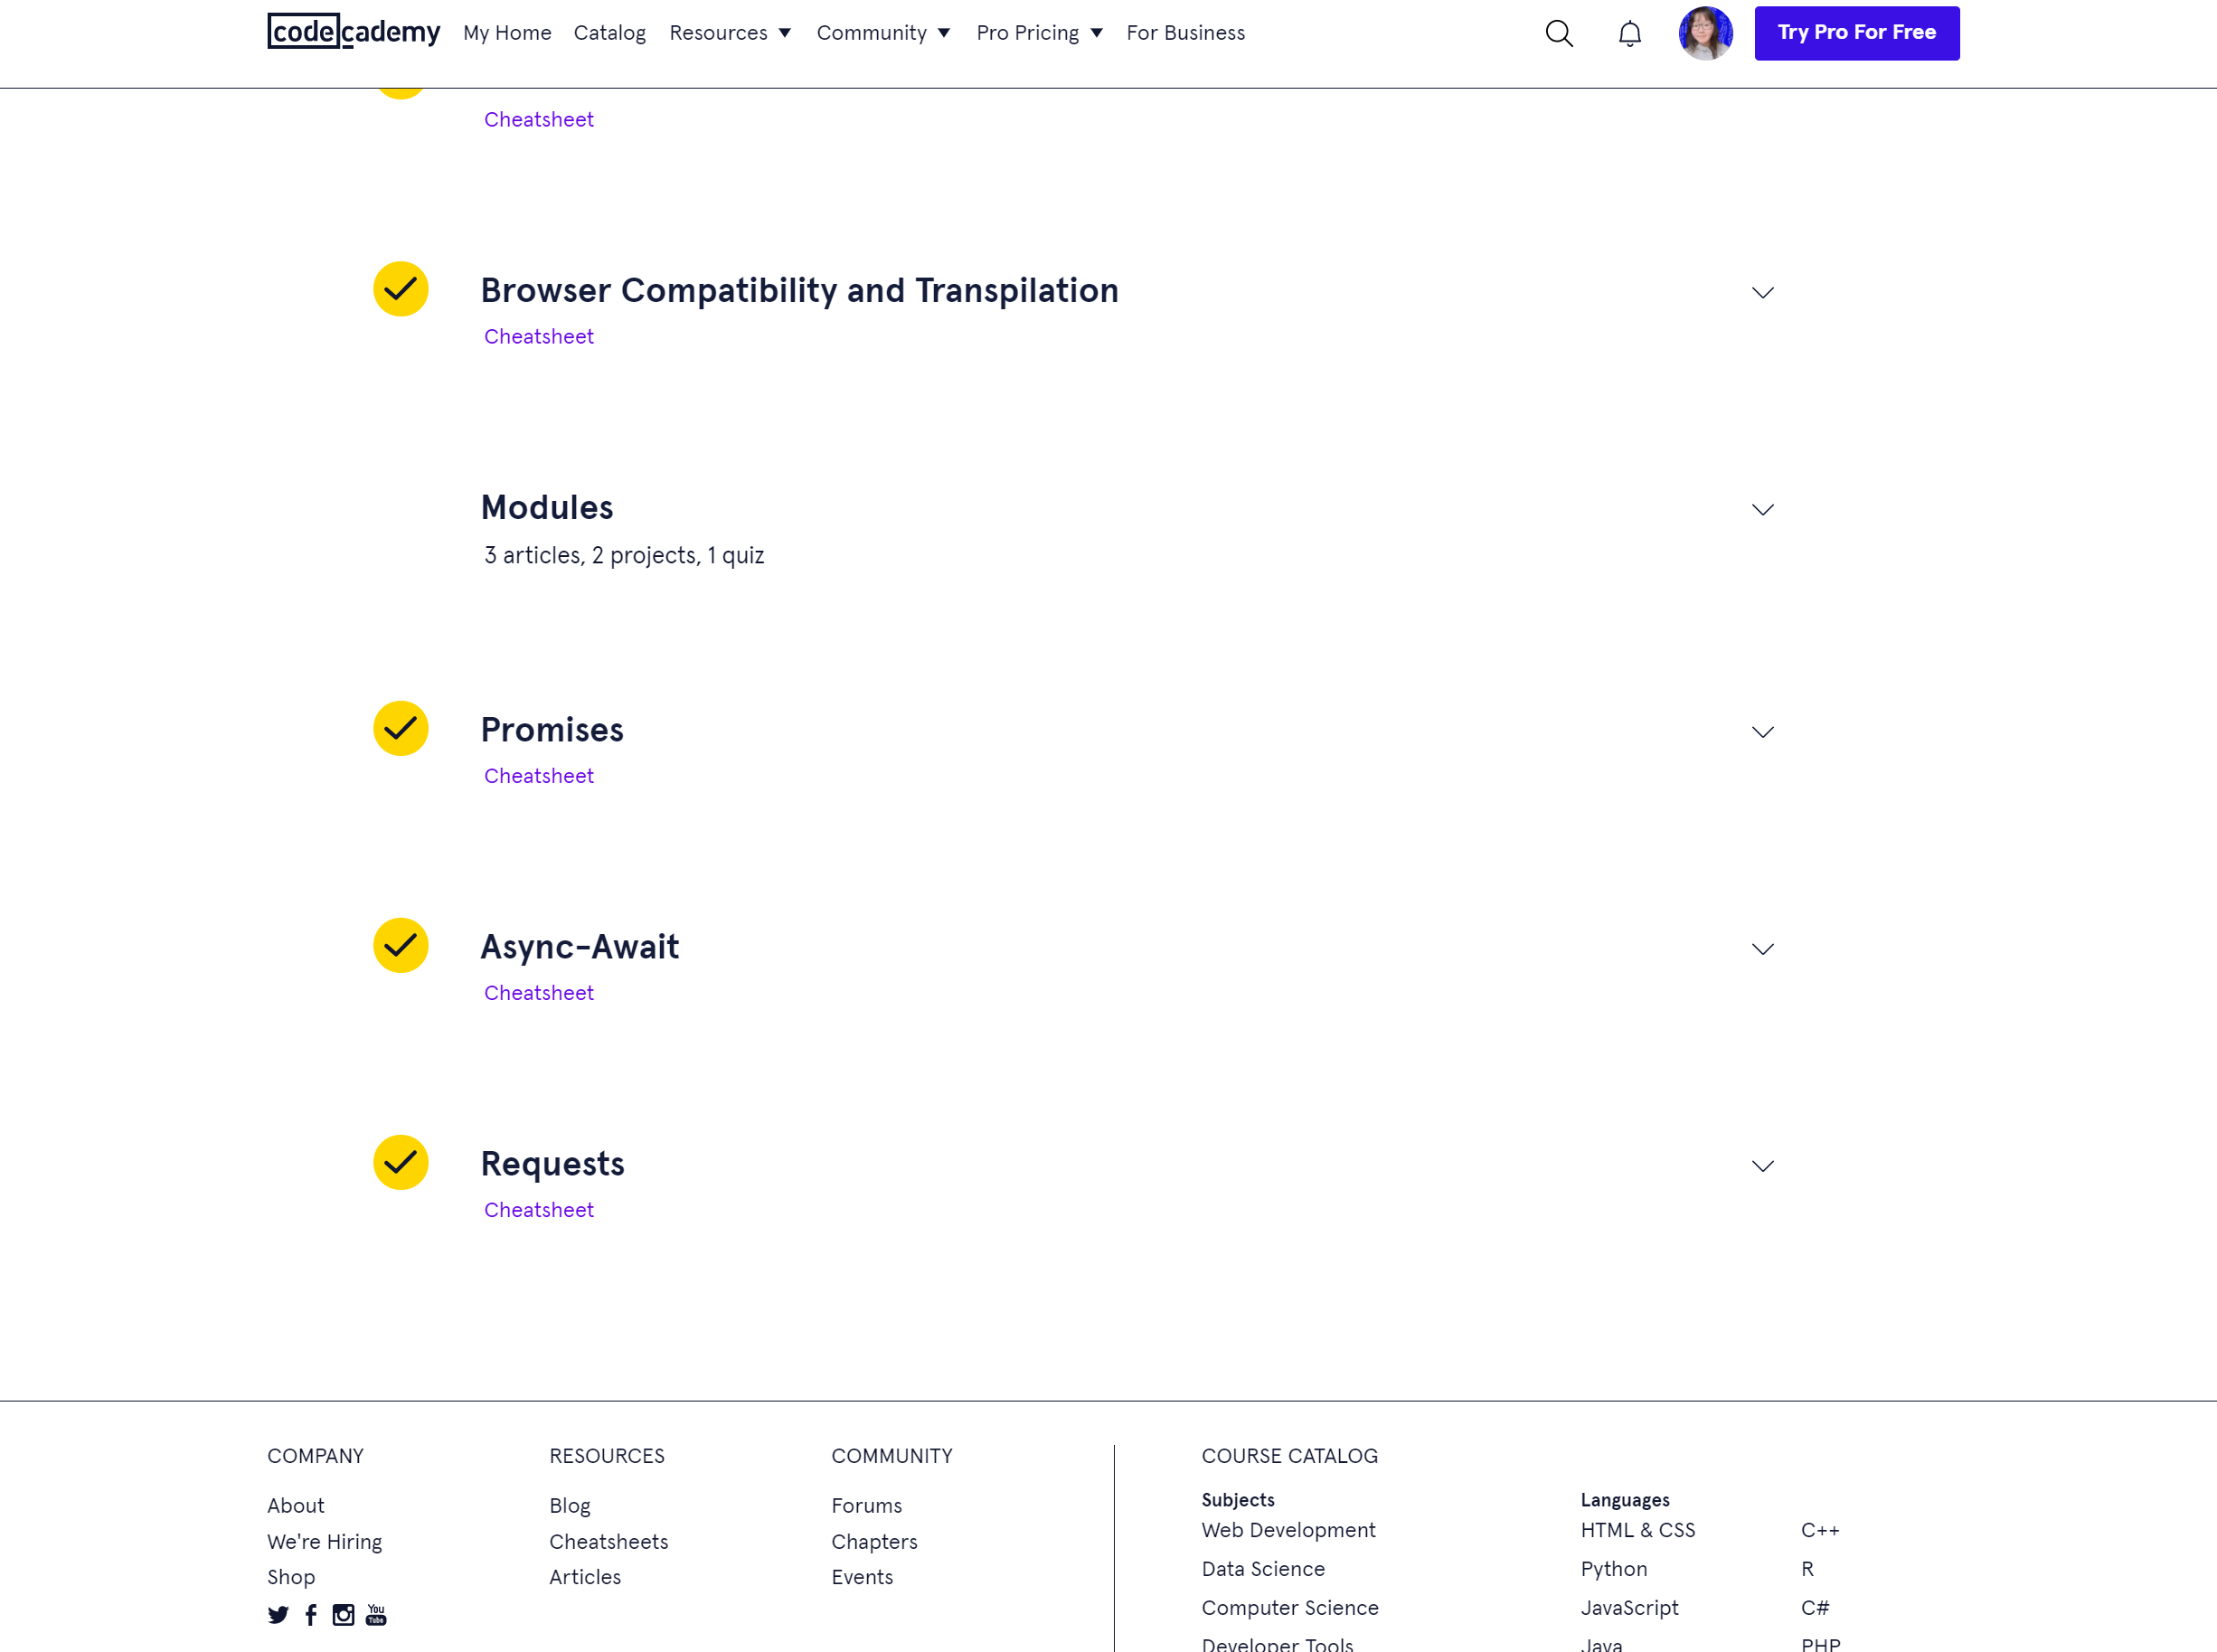 codecademy My Home Catalog Resources Community Pro Pricing For Business Try Pro For Free
Cheatsheet
Browser Compatibility and Transpilation
Cheatsheet
Modules
3 articles, 2 projects, 1 quiz
Promises
Cheatsheet
Async-Await
Cheatsheet
Requests
Cheatsheet
COMPANY
About
We're Hiring
Shop
You
Tube
RESOURCES
Blog
Cheatsheets
Articles
COMMUNITY
Forums
Chapters
Events
COURSE CATALOG
Subjects
Web Development
Data Science
Computer Science
Developer Tools
Languages
HTML & CSS
Python
JavaScript
Java
C++
R
C#
PHP